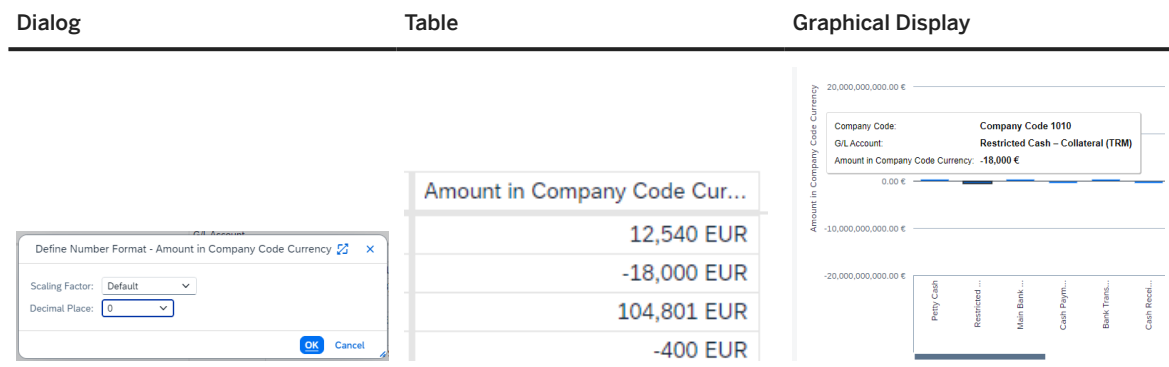 Dialog
Table
Graphical Display
G/L Account
Define Number Format - Amount in Company Code Currency
Scaling Factor: Default
Decimal Place: 0
OK Cancel
Amount in Company Code Cur...
12,540 EUR
-18,000 EUR
104,801 EUR
-400 EUR
Amount in Company Code Currency
20,000,000,000.00 €
Company Code: Company Code 1010
G/L Account: Restricted Cash – Collateral (TRM)
Amount in Company Code Currency: -18,000 €
0.00 €
-10,000,000,000.00 €
-20,000,000,000.00 €
Petty Cash
Restricted ...
Main Bank ...
Cash Paym...
Bank Trans...
Cash Recei...